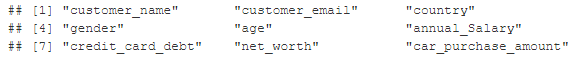 ## [1] "customer_name" "customer_email" "country"
## [4] "gender" "age" "annual_Salary"
## [7] "credit_card_debt" "net_worth" "car_purchase_amount"